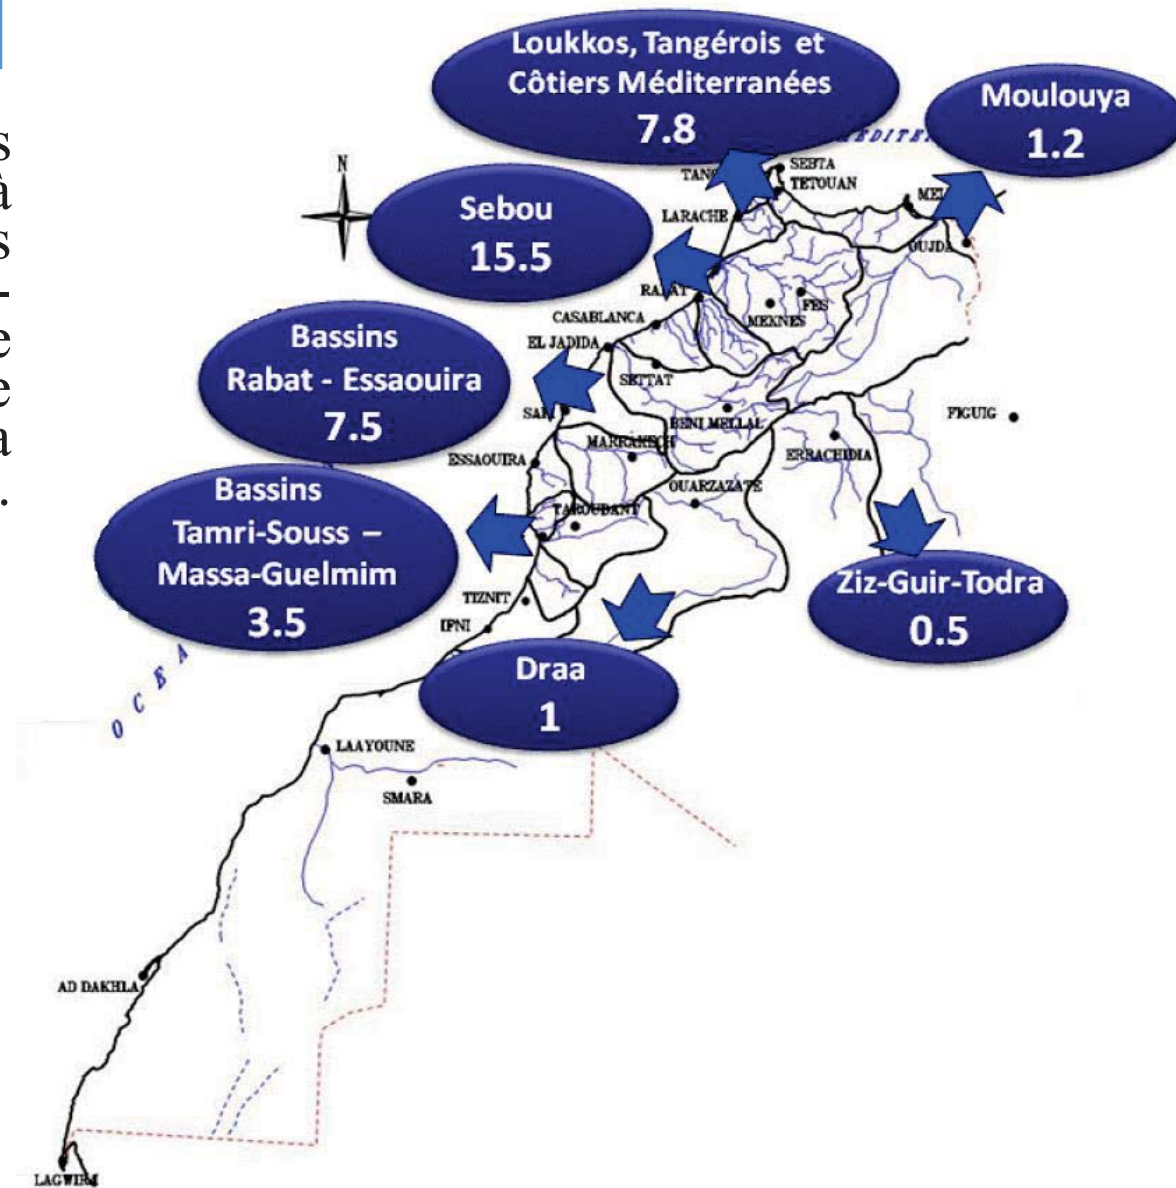 s
à
s
-
e
e
a
.
Loukkos, Tangérois et
Côtiers Méditerranées
7.8
Moulouya
1.2
Sebou
15.5
Bassins
Rabat - Essaouira
7.5
Bassins
Tamri-Souss –
Massa-Guelmim
3.5
Ziz-Guir-Todra
0.5
Draa
1
N
SEBTA
TETOUAN
LARACHE
OUJDA
RABAT
FES
MEKNES
CASABLANCA
EL JADIDA
SETTAT
BENI MELLAL
FIGUIG
MARRAKECH
ERRACHIDIA
ESSAOUIRA
OUARZAZATE
TAROUDANT
TIZNIT
IFNI
OCEA
LAAYOUNE
SMARA
AD DAKHLA
LAGWIRA